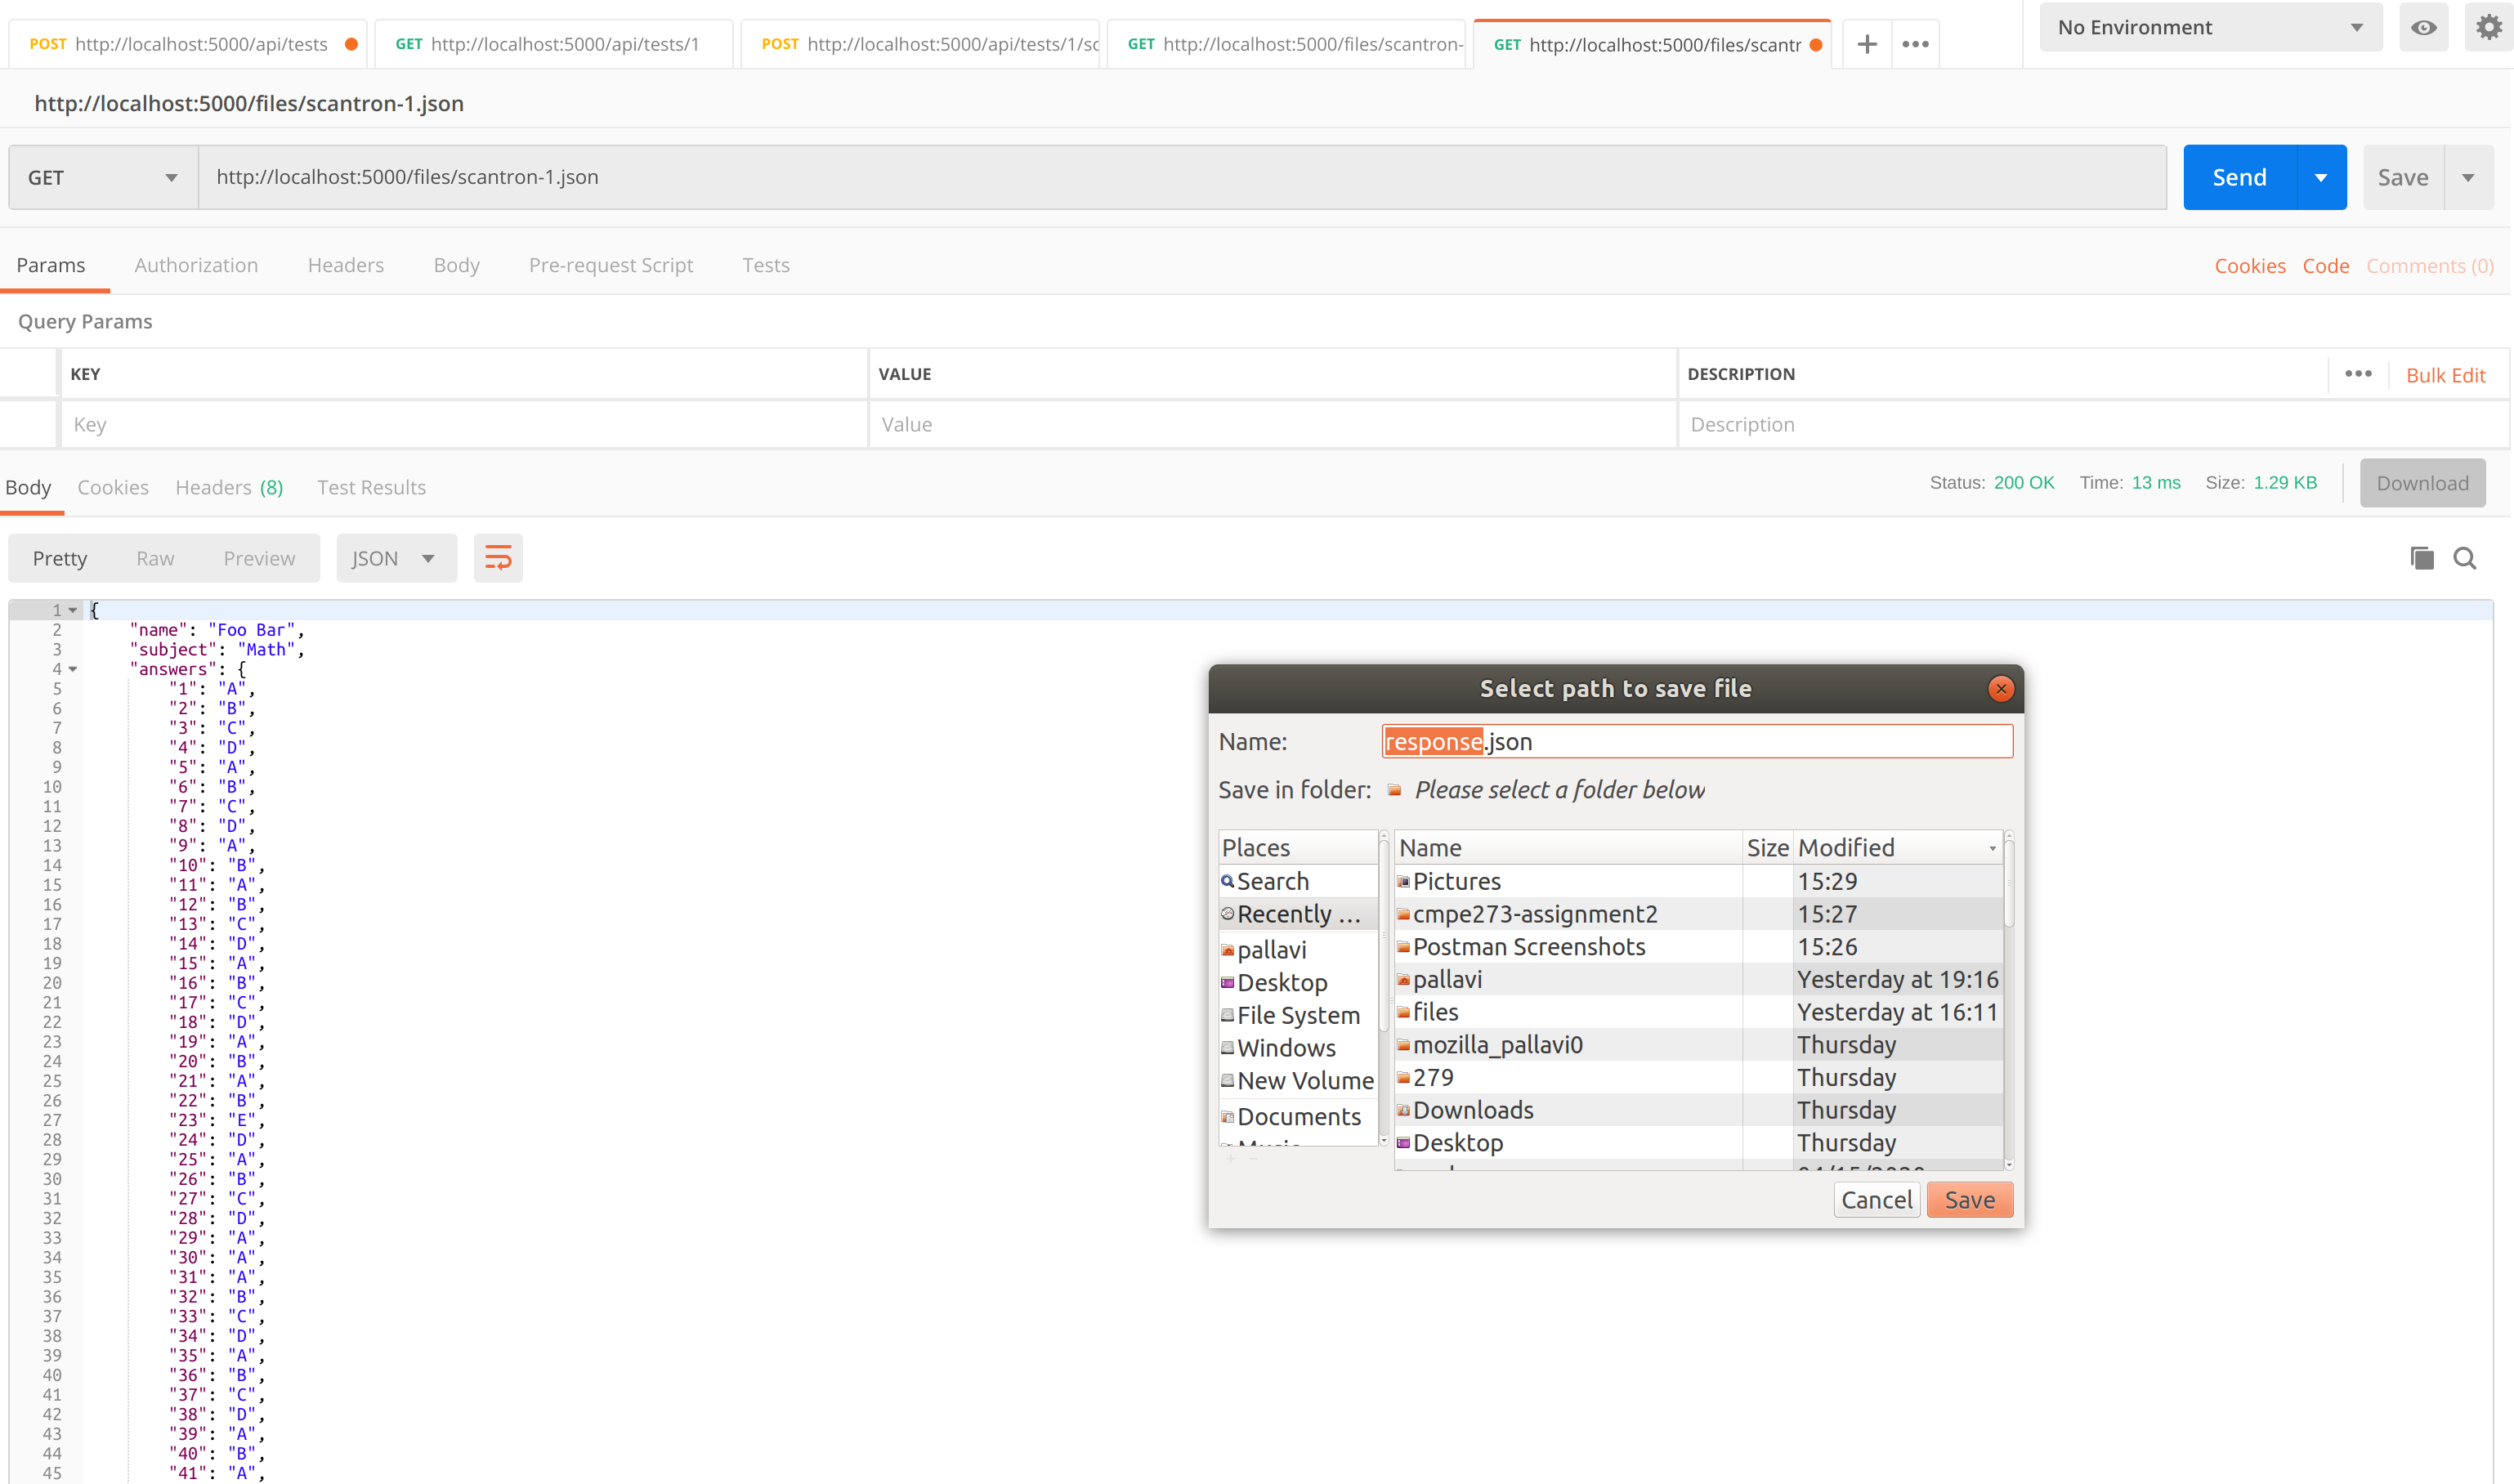 POST http://localhost:5000/api/tests
GET http://localhost:5000/api/tests/1
POST http://localhost:5000/api/tests/1/sc
GET http://localhost:5000/files/scantron-
GET http://localhost:5000/files/scantr
No Environment
http://localhost:5000/files/scantron-1.json
GET http://localhost:5000/files/scantron-1.json
Send
Save
Params Authorization Headers Body Pre-request Script Tests
Cookies Code Comments (0)
Query Params
KEY VALUE DESCRIPTION
Bulk Edit
Key Value Description
Body Cookies Headers (8) Test Results
Status: 200 OK Time: 13 ms Size: 1.29 KB
Download
Pretty Raw Preview JSON
1 {
2 "name": "Foo Bar",
3 "subject": "Math",
4 "answers": {
5 "1": "A",
6 "2": "B",
7 "3": "C",
8 "4": "D",
9 "5": "A",
10 "6": "B",
11 "7": "C",
12 "8": "D",
13 "9": "A",
14 "10": "B",
15 "11": "A",
16 "12": "B",
17 "13": "C",
18 "14": "D",
19 "15": "A",
20 "16": "B",
21 "17": "C",
22 "18": "D",
23 "19": "A",
24 "20": "B",
25 "21": "A",
26 "22": "B",
27 "23": "E",
28 "24": "D",
29 "25": "A",
30 "26": "B",
31 "27": "C",
32 "28": "D",
33 "29": "A",
34 "30": "A",
35 "31": "A",
36 "32": "B",
37 "33": "C",
38 "34": "D",
39 "35": "A",
40 "36": "B",
41 "37": "C",
42 "38": "D",
43 "39": "A",
44 "40": "B",
45 "41": "A",
Select path to save file
Name: response.json
Save in folder: Please select a folder below
Places
Search
Recently ...
pallavi
Desktop
File System
Windows
New Volume
Documents
Music
Name Size Modified
Pictures 15:29
cmpe273-assignment2 15:27
Postman Screenshots 15:26
pallavi Yesterday at 19:16
files Yesterday at 16:11
mozilla_pallavi0 Thursday
279 Thursday
Downloads Thursday
Desktop Thursday
04/15/2020
Cancel Save